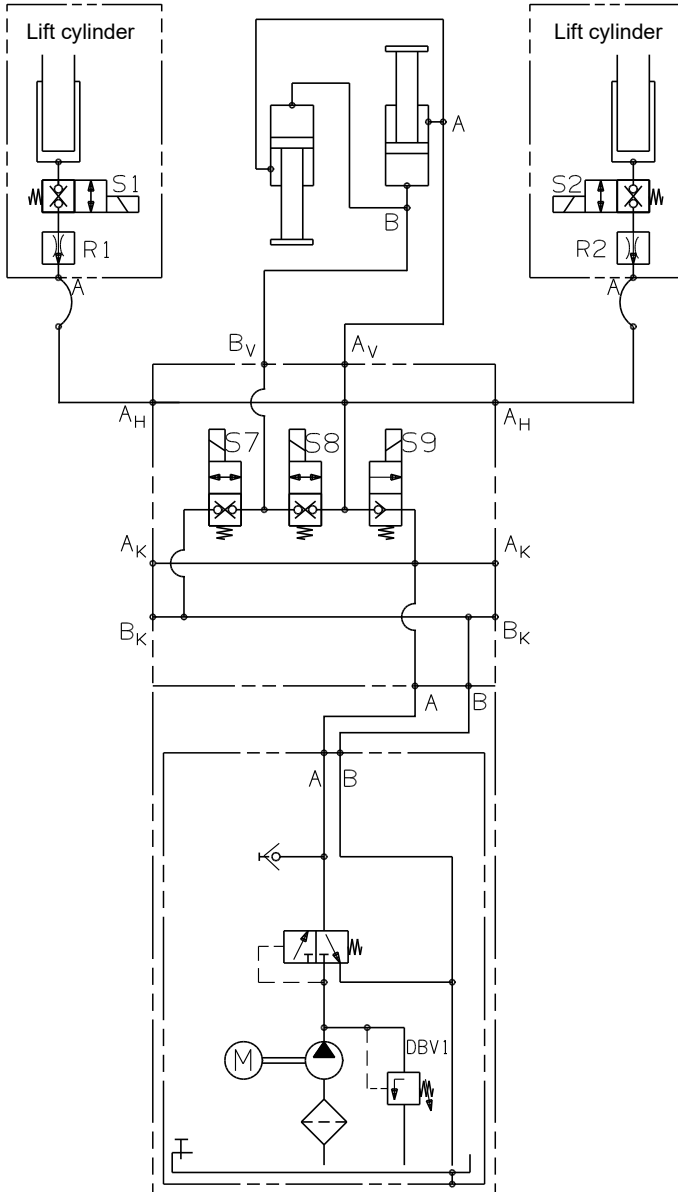 Lift cylinder
Lift cylinder
S1
S2
A
R1
R2
B
A
A
B_V
A_V
A_H
A_H
S7
S8
S9
A_K
A_K
B_K
B_K
A
B
A
B
DBV1
M